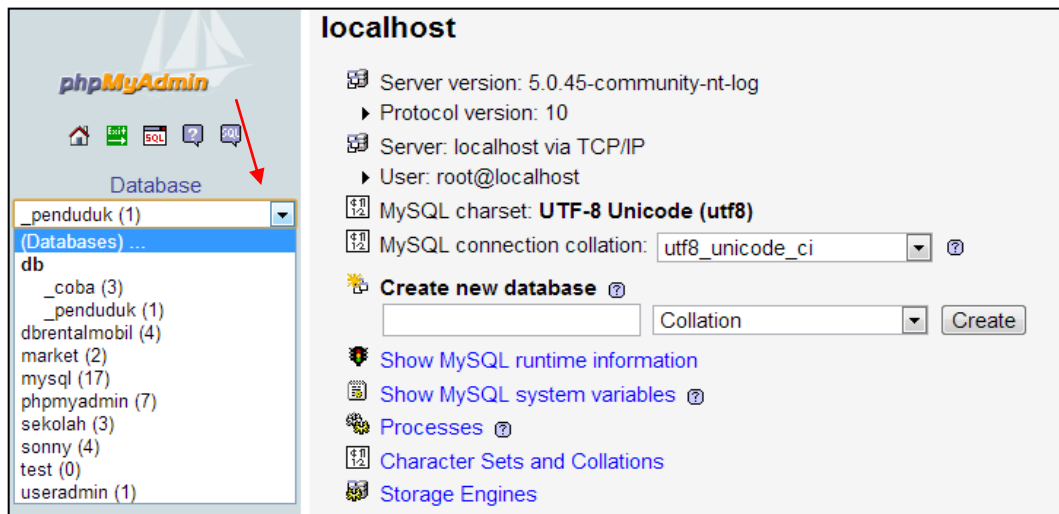 phpMyAdmin
Exit
SQL
?
SQL
Database
_penduduk (1)
(Databases) ...
db
_coba (3)
_penduduk (1)
dbrentalmobil (4)
market (2)
mysql (17)
phpmyadmin (7)
sekolah (3)
sonny (4)
test (0)
useradmin (1)
localhost
Server version: 5.0.45-community-nt-log
Protocol version: 10
Server: localhost via TCP/IP
User: root@localhost
MySQL charset: UTF-8 Unicode (utf8)
MySQL connection collation: utf8_unicode_ci ?
Create new database ?
Collation Create
Show MySQL runtime information
Show MySQL system variables ?
Processes ?
Character Sets and Collations
Storage Engines